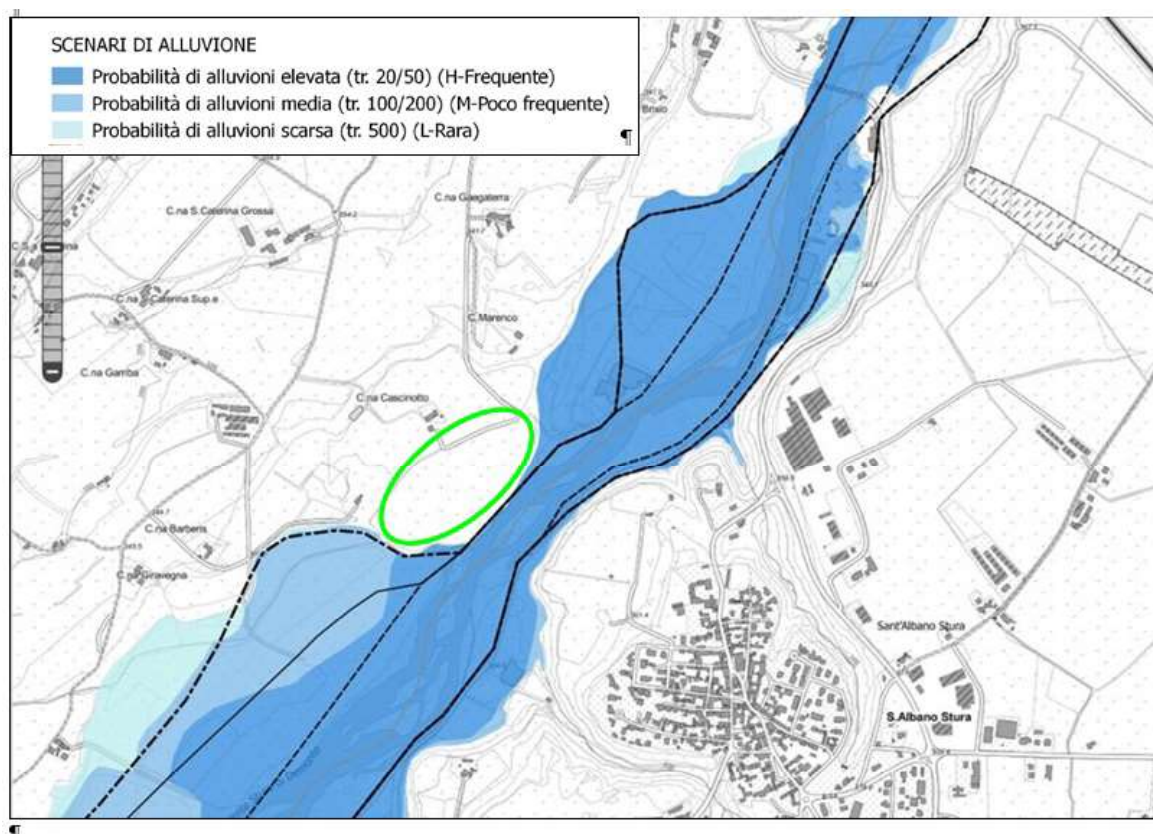 SCENARI DI ALLUVIONE
Probabilità di alluvioni elevata (tr. 20/50) (H-Frequente)
Probabilità di alluvioni media (tr. 100/200) (M-Poco frequente)
Probabilità di alluvioni scarsa (tr. 500) (L-Rara)
¶
Brisio
C.na S.Caterina Grossa
C.na Gaegaterra
C.na S.Caterina Sup.e
C. Marenco
C.na Gamba
C.na Cascinotto
C.na Barberis
C.na Giravegna
Sant'Albano Stura
S.Albano Stura
¶